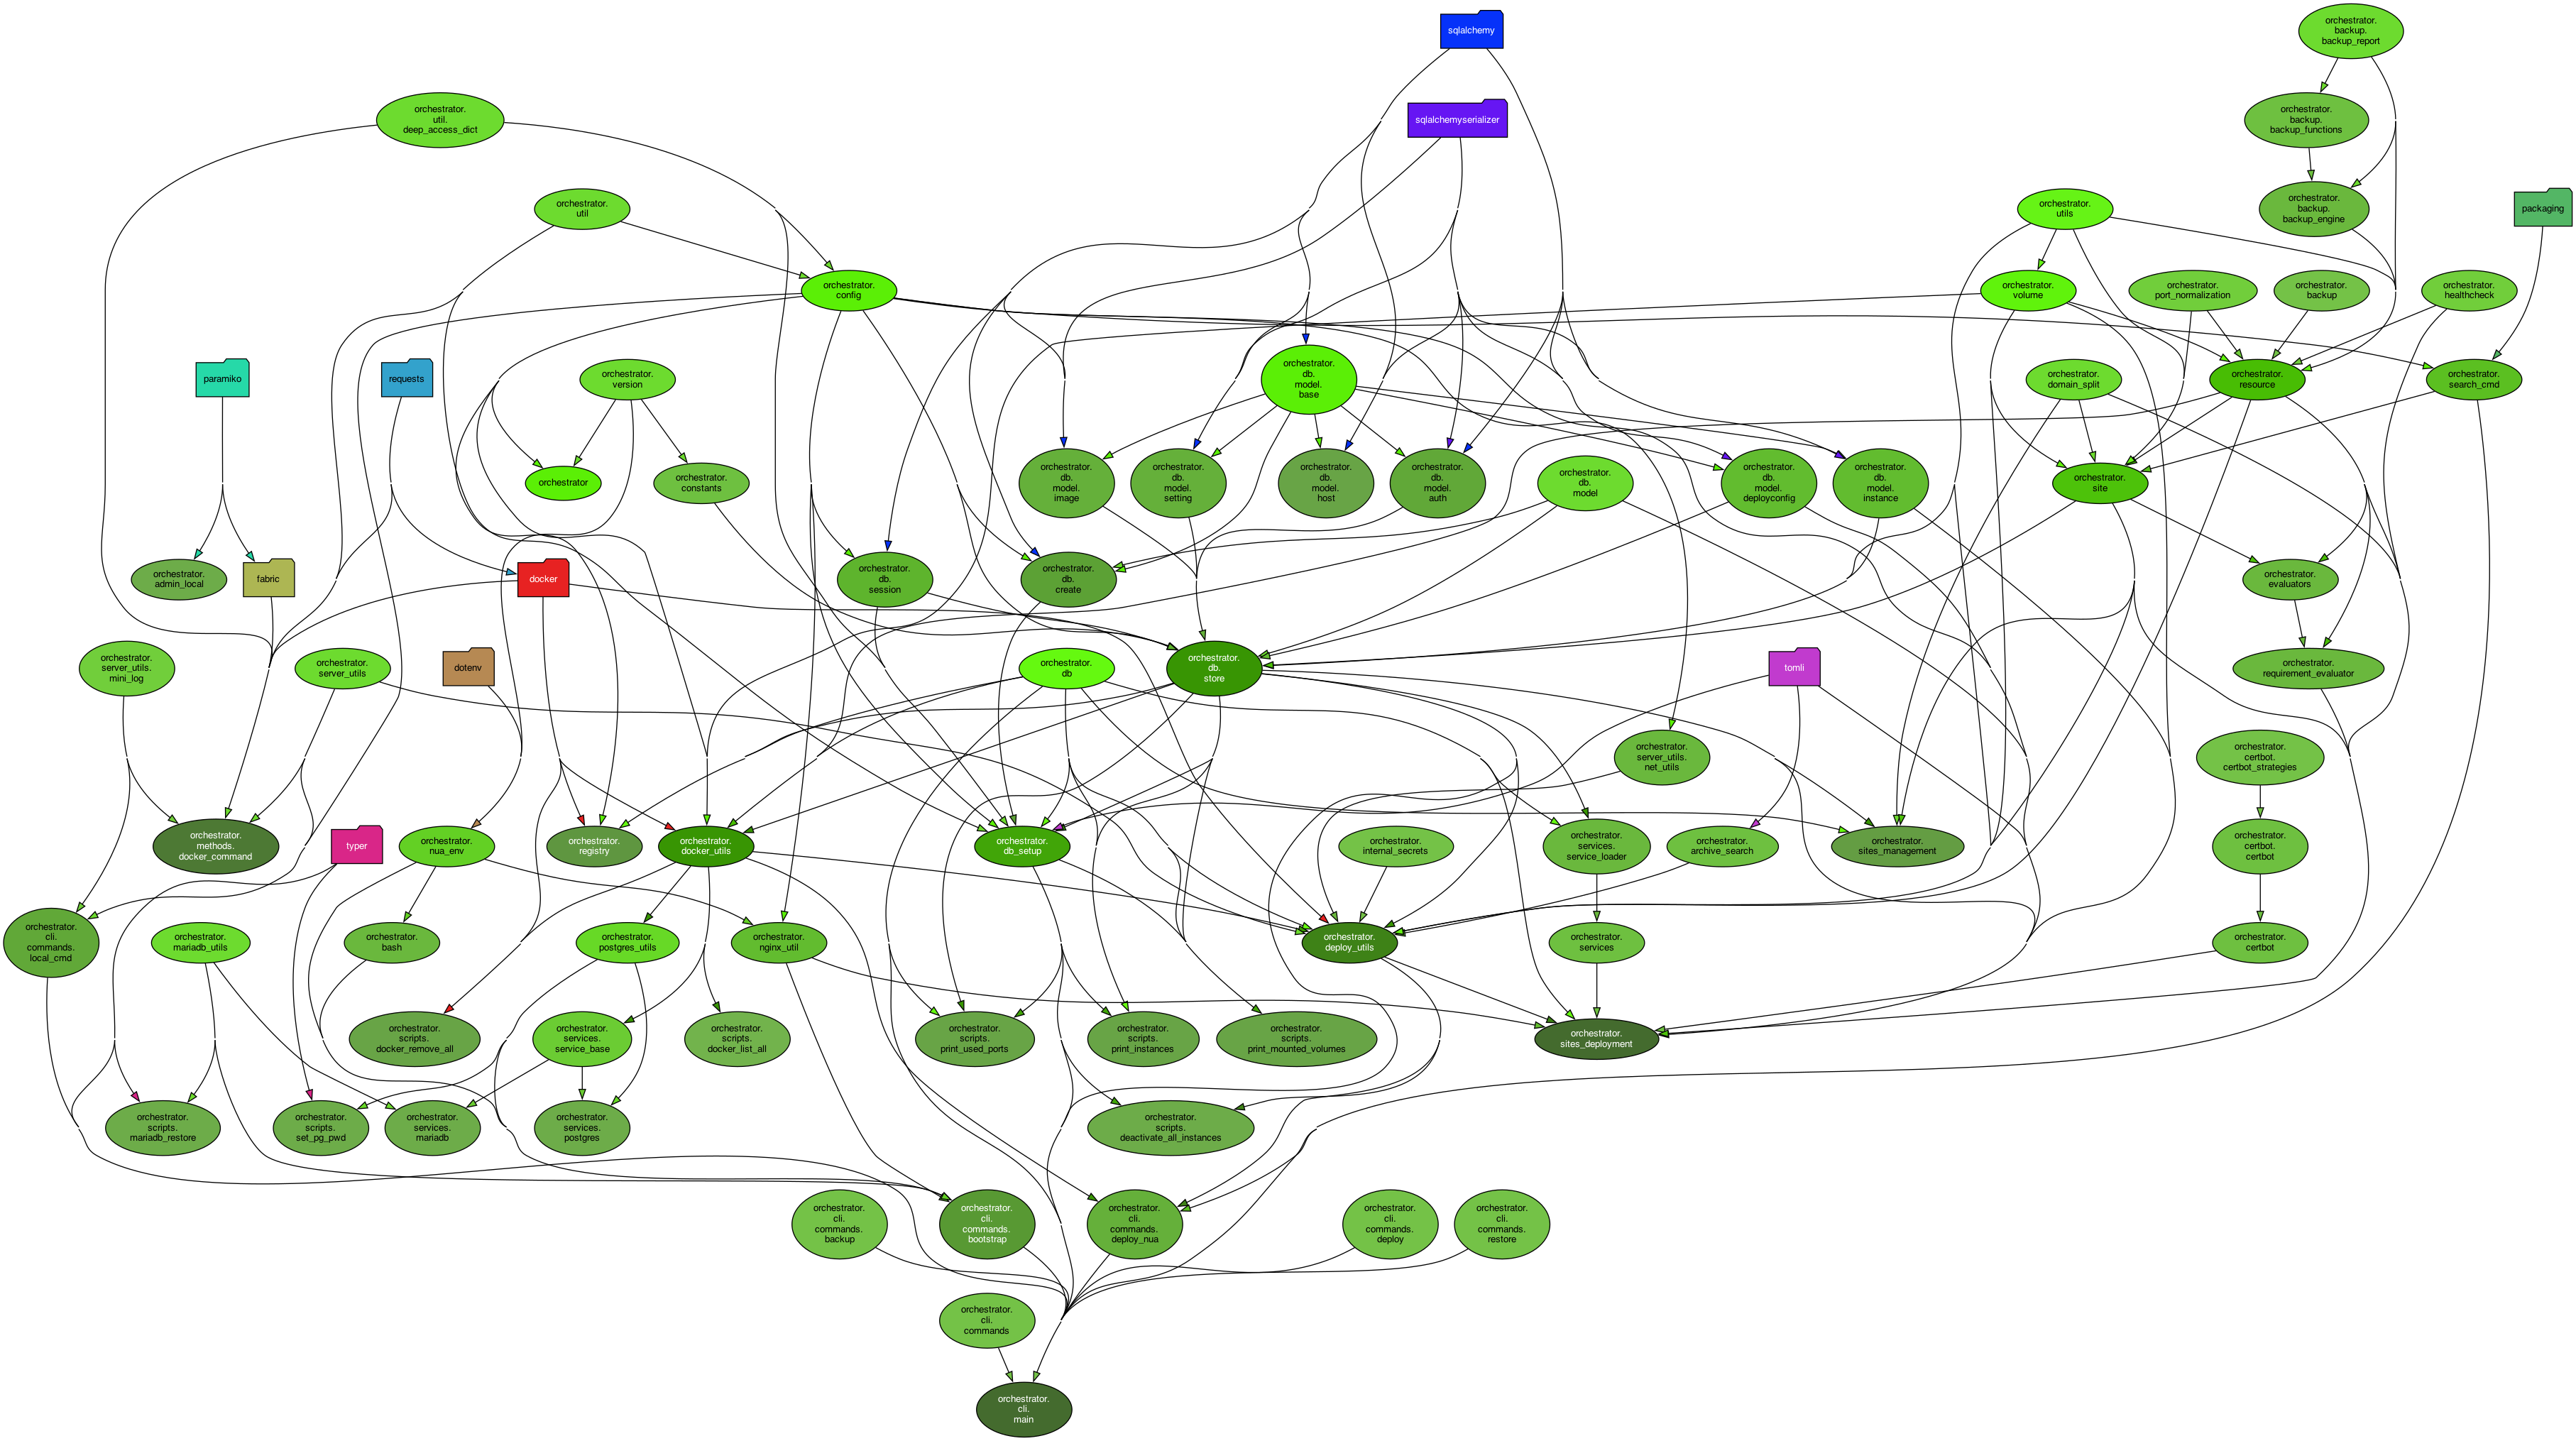 sqlalchemy
orchestrator.
backup.
backup_report
orchestrator.
util.
deep_access_dict
sqlalchemyserializer
orchestrator.
backup.
backup_functions
orchestrator.
util
orchestrator.
utils
orchestrator.
backup.
backup_engine
packaging
orchestrator.
config
orchestrator.
volume
orchestrator.
port_normalization
orchestrator.
backup
orchestrator.
healthcheck
paramiko
requests
orchestrator.
version
orchestrator.
db.
model.
base
orchestrator.
domain_split
orchestrator.
resource
orchestrator.
search_cmd
orchestrator
orchestrator.
constants
orchestrator.
db.
model.
image
orchestrator.
db.
model.
setting
orchestrator.
db.
model.
host
orchestrator.
db.
model.
auth
orchestrator.
db.
model
orchestrator.
db.
model.
deployconfig
orchestrator.
db.
model.
instance
orchestrator.
site
orchestrator.
admin_local
fabric
docker
orchestrator.
db.
session
orchestrator.
db.
create
orchestrator.
evaluators
orchestrator.
server_utils.
mini_log
orchestrator.
server_utils
dotenv
orchestrator.
db
orchestrator.
db.
store
tomli
orchestrator.
requirement_evaluator
orchestrator.
server_utils.
net_utils
orchestrator.
certbot.
certbot_strategies
orchestrator.
methods.
docker_command
typer
orchestrator.
nua_env
orchestrator.
registry
orchestrator.
docker_utils
orchestrator.
db_setup
orchestrator.
internal_secrets
orchestrator.
services.
service_loader
orchestrator.
archive_search
orchestrator.
sites_management
orchestrator.
certbot.
certbot
orchestrator.
cli.
commands.
local_cmd
orchestrator.
mariadb_utils
orchestrator.
bash
orchestrator.
postgres_utils
orchestrator.
nginx_util
orchestrator.
deploy_utils
orchestrator.
services
orchestrator.
certbot
orchestrator.
scripts.
docker_remove_all
orchestrator.
services.
service_base
orchestrator.
scripts.
docker_list_all
orchestrator.
scripts.
print_used_ports
orchestrator.
scripts.
print_instances
orchestrator.
scripts.
print_mounted_volumes
orchestrator.
sites_deployment
orchestrator.
scripts.
mariadb_restore
orchestrator.
scripts.
set_pg_pwd
orchestrator.
services.
mariadb
orchestrator.
services.
postgres
orchestrator.
scripts.
deactivate_all_instances
orchestrator.
cli.
commands.
backup
orchestrator.
cli.
commands.
bootstrap
orchestrator.
cli.
commands.
deploy_nua
orchestrator.
cli.
commands.
deploy
orchestrator.
cli.
commands.
restore
orchestrator.
cli.
commands
orchestrator.
cli.
main